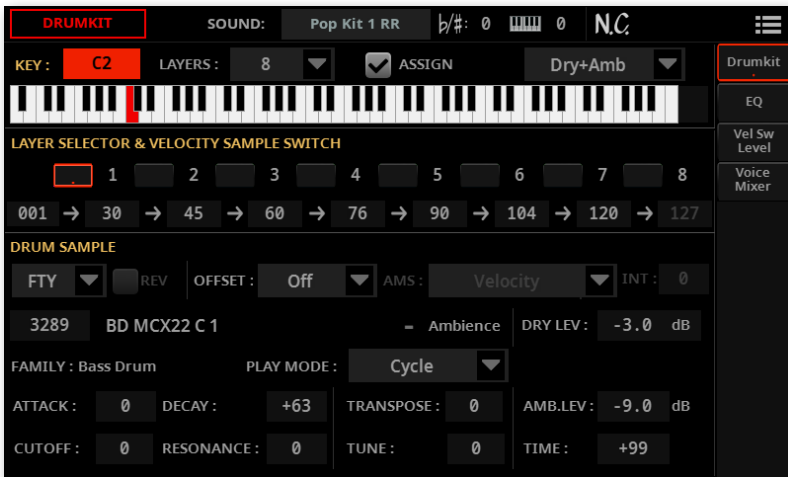 DRUMKIT SOUND: Pop Kit 1 RR ♭/#: 0 0 N.C.
KEY : C2 LAYERS : 8 ASSIGN Dry+Amb Drumkit
EQ
LAYER SELECTOR & VELOCITY SAMPLE SWITCH
Vel Sw
Level
1 2 3 4 5 6 7 8
Voice
Mixer
001 → 30 → 45 → 60 → 76 → 90 → 104 → 120 → 127
DRUM SAMPLE
FTY REV OFFSET : Off AMS : Velocity INT : 0
3289 BD MCX22 C 1 – Ambience DRY LEV : -3.0 dB
FAMILY : Bass Drum PLAY MODE : Cycle
ATTACK : 0 DECAY : +63 TRANSPOSE : 0 AMB.LEV : -9.0 dB
CUTOFF : 0 RESONANCE : 0 TUNE : 0 TIME : +99